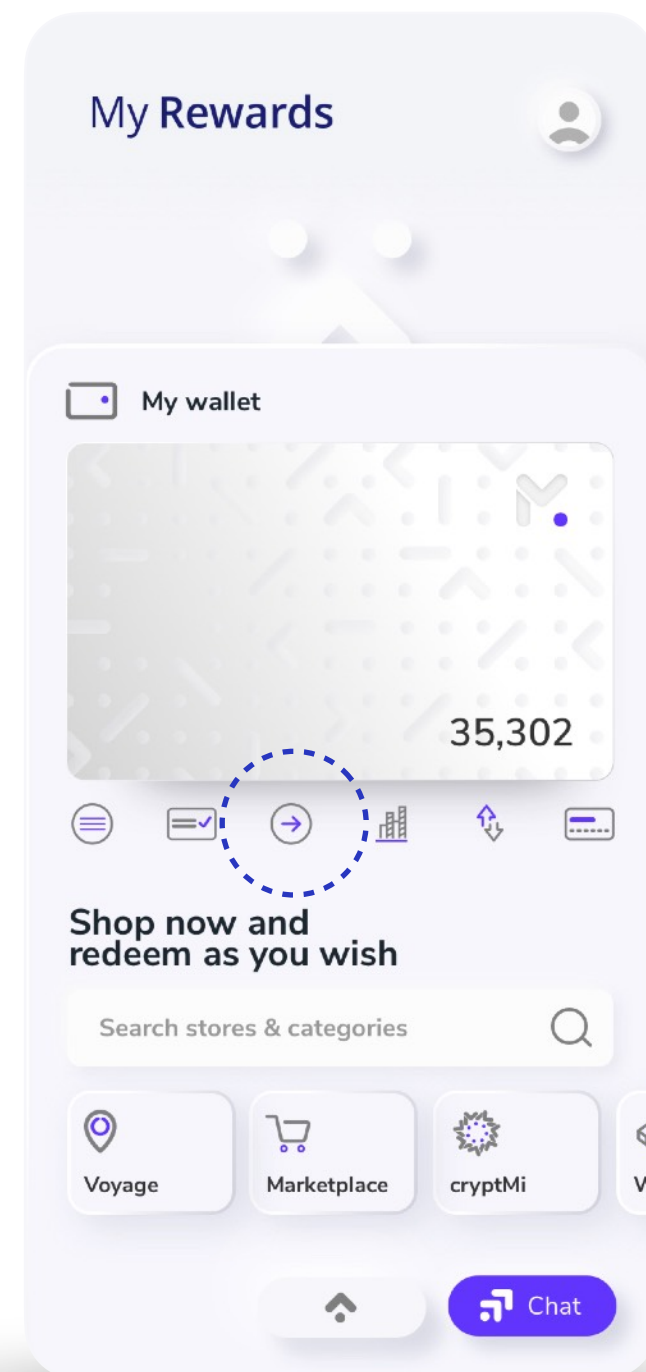 My Rewards
My wallet
35,302
Shop now and
redeem as you wish
Search stores & categories
Voyage
Marketplace
cryptMi
Chat